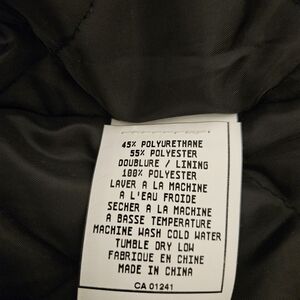 45% POLYURETHANE
55% POLYESTER
DOUBLURE / LINING
100% POLYESTER
LAVER A LA MACHINE
A L'EAU FROIDE
SECHER A LA MACHINE
A BASSE TEMPERATURE
MACHINE WASH COLD WATER
TUMBLE DRY LOW
FABRIQUE EN CHINE
MADE IN CHINA
CA 01241